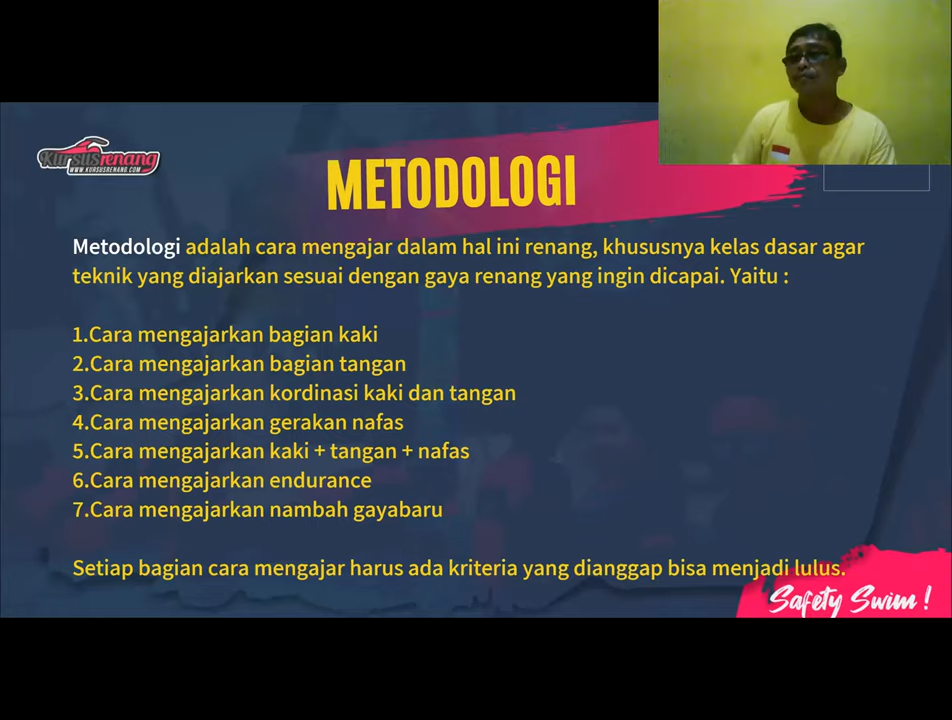 Kursusrenang
WWW.KURSUSRENANG.COM
METODOLOGI
Metodologi adalah cara mengajar dalam hal ini renang, khususnya kelas dasar agar
teknik yang diajarkan sesuai dengan gaya renang yang ingin dicapai. Yaitu :
1.Cara mengajarkan bagian kaki
2.Cara mengajarkan bagian tangan
3.Cara mengajarkan kordinasi kaki dan tangan
4.Cara mengajarkan gerakan nafas
5.Cara mengajarkan kaki + tangan + nafas
6.Cara mengajarkan endurance
7.Cara mengajarkan nambah gayabaru
Setiap bagian cara mengajar harus ada kriteria yang dianggap bisa menjadi lulus.
Safety Swim !